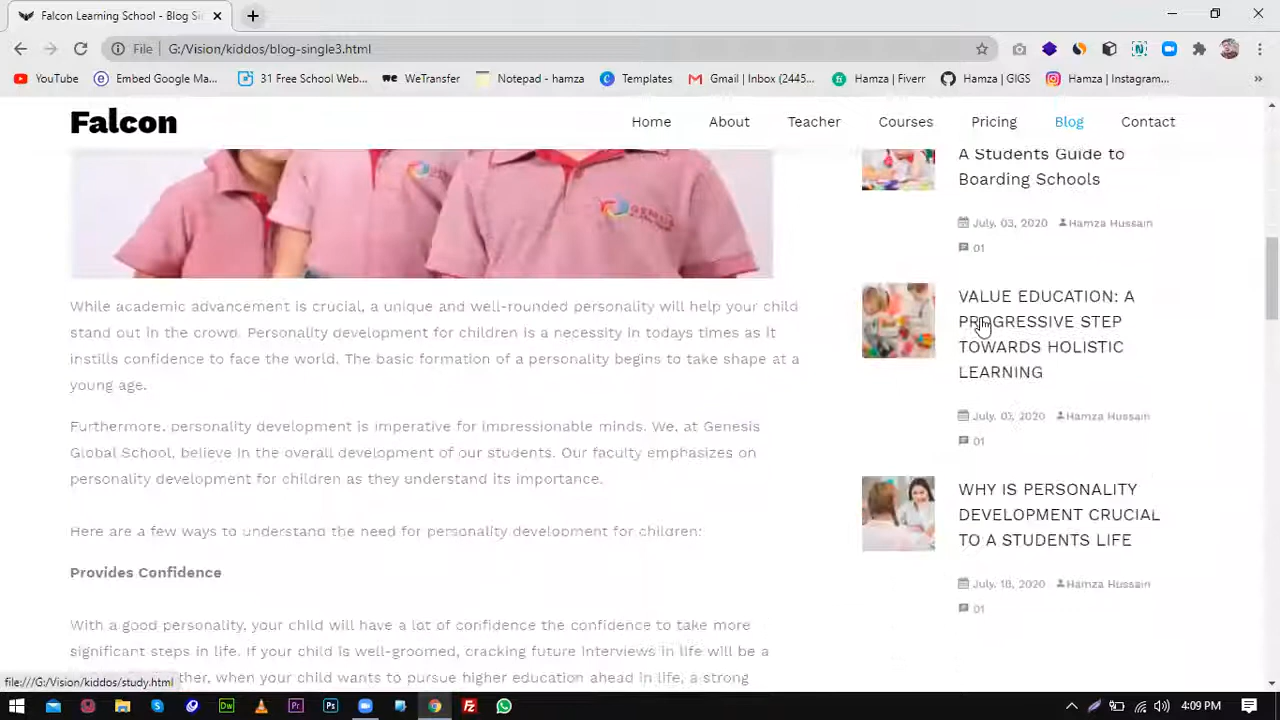 Falcon Learning School - Blog Si
File
G:/Vision/kiddos/blog-single3.html
YouTube
Embed Google Ma...
31 Free School Web...
WeTransfer
Notepad - hamza
Templates
Gmail | Inbox (2445...
Hamza | Fiverr
Hamza | GIGS
Hamza | Instagram...
»
Falcon
Home
About
Teacher
Courses
Pricing
Blog
Contact
While academic advancement is crucial, a unique and well-rounded personality will help your child
stand out in the crowd. Personality development for children is a necessity in todays times as it
instills confidence to face the world. The basic formation of a personality begins to take shape at a
young age.
Furthermore, personality development is imperative for impressionable minds. We, at Genesis
Global School, believe in the overall development of our students. Our faculty emphasizes on
personality development for children as they understand its importance.
Here are a few ways to understand the need for personality development for children:
Provides Confidence
With a good personality, your child will have a lot of confidence the confidence to take more
significant steps in life. If your child is well-groomed, cracking future interviews in life will be a
ther, when your child wants to pursue higher education ahead in life, a strong
A Students Guide to
Boarding Schools
July. 03, 2020 Hamza Hussain
01
VALUE EDUCATION: A
PROGRESSIVE STEP
TOWARDS HOLISTIC
LEARNING
July. 07, 2020 Hamza Hussain
01
WHY IS PERSONALITY
DEVELOPMENT CRUCIAL
TO A STUDENTS LIFE
July. 18, 2020 Hamza Hussain
01
file:///G:/Vision/kiddos/study.html
Dw
Pr
Ps
4:09 PM